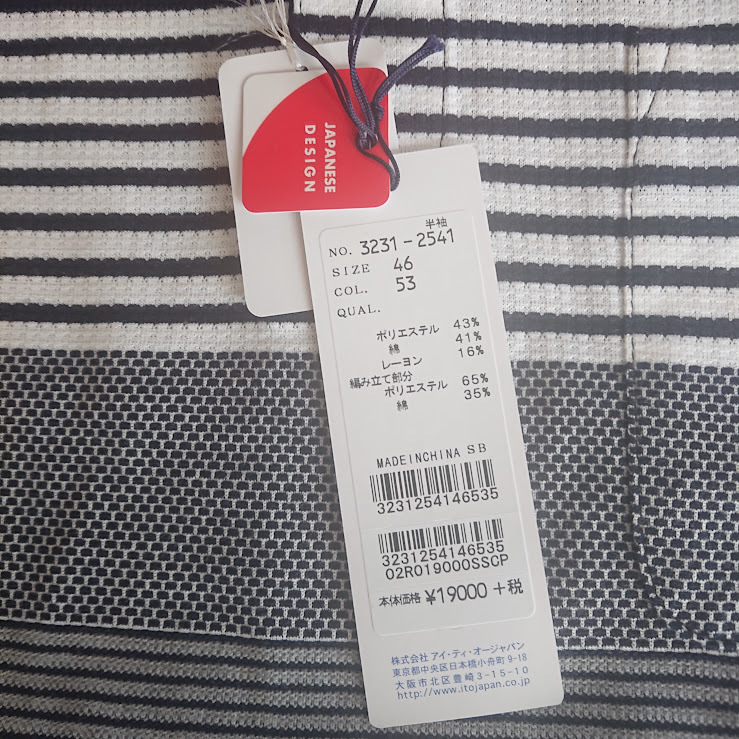 JAPANESE
DESIGN
半袖
NO. 3231-2541
SIZE 46
COL. 53
QUAL.
ポリエステル 43%
綿 41%
レーヨン 16%
編み立て部分
ポリエステル 65%
綿 35%
MADEINCHINA SB
3231254146535
3231254146535
02R019000SSCP
本体価格 ¥19000 +税
株式会社 アイ・ティ・オージャパン
東京都中央区日本橋小舟町9-18
大阪市北区豊崎3-15-15
http://www.itojapan.co.jp